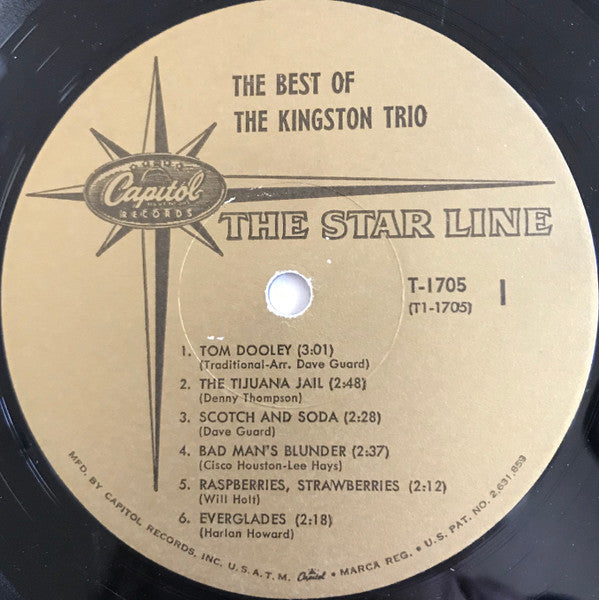 THE BEST OF
THE KINGSTON TRIO
Capitol
RECORDS
THE STAR LINE
T-1705 1
(T1-1705)
1. TOM DOOLEY (3:01)
(Traditional-Arr. Dave Guard)
2. THE TIJUANA JAIL (2:48)
(Denny Thompson)
3. SCOTCH AND SODA (2:28)
(Dave Guard)
4. BAD MAN'S BLUNDER (2:37)
(Cisco Houston-Lee Hays)
5. RASPBERRIES, STRAWBERRIES (2:12)
(Will Holt)
6. EVERGLADES (2:18)
(Harlan Howard)
MFD. BY CAPITOL RECORDS, INC. U.S.A. T.M. Capitol • MARCA REG. • U.S. PAT. NO. 2,631,859